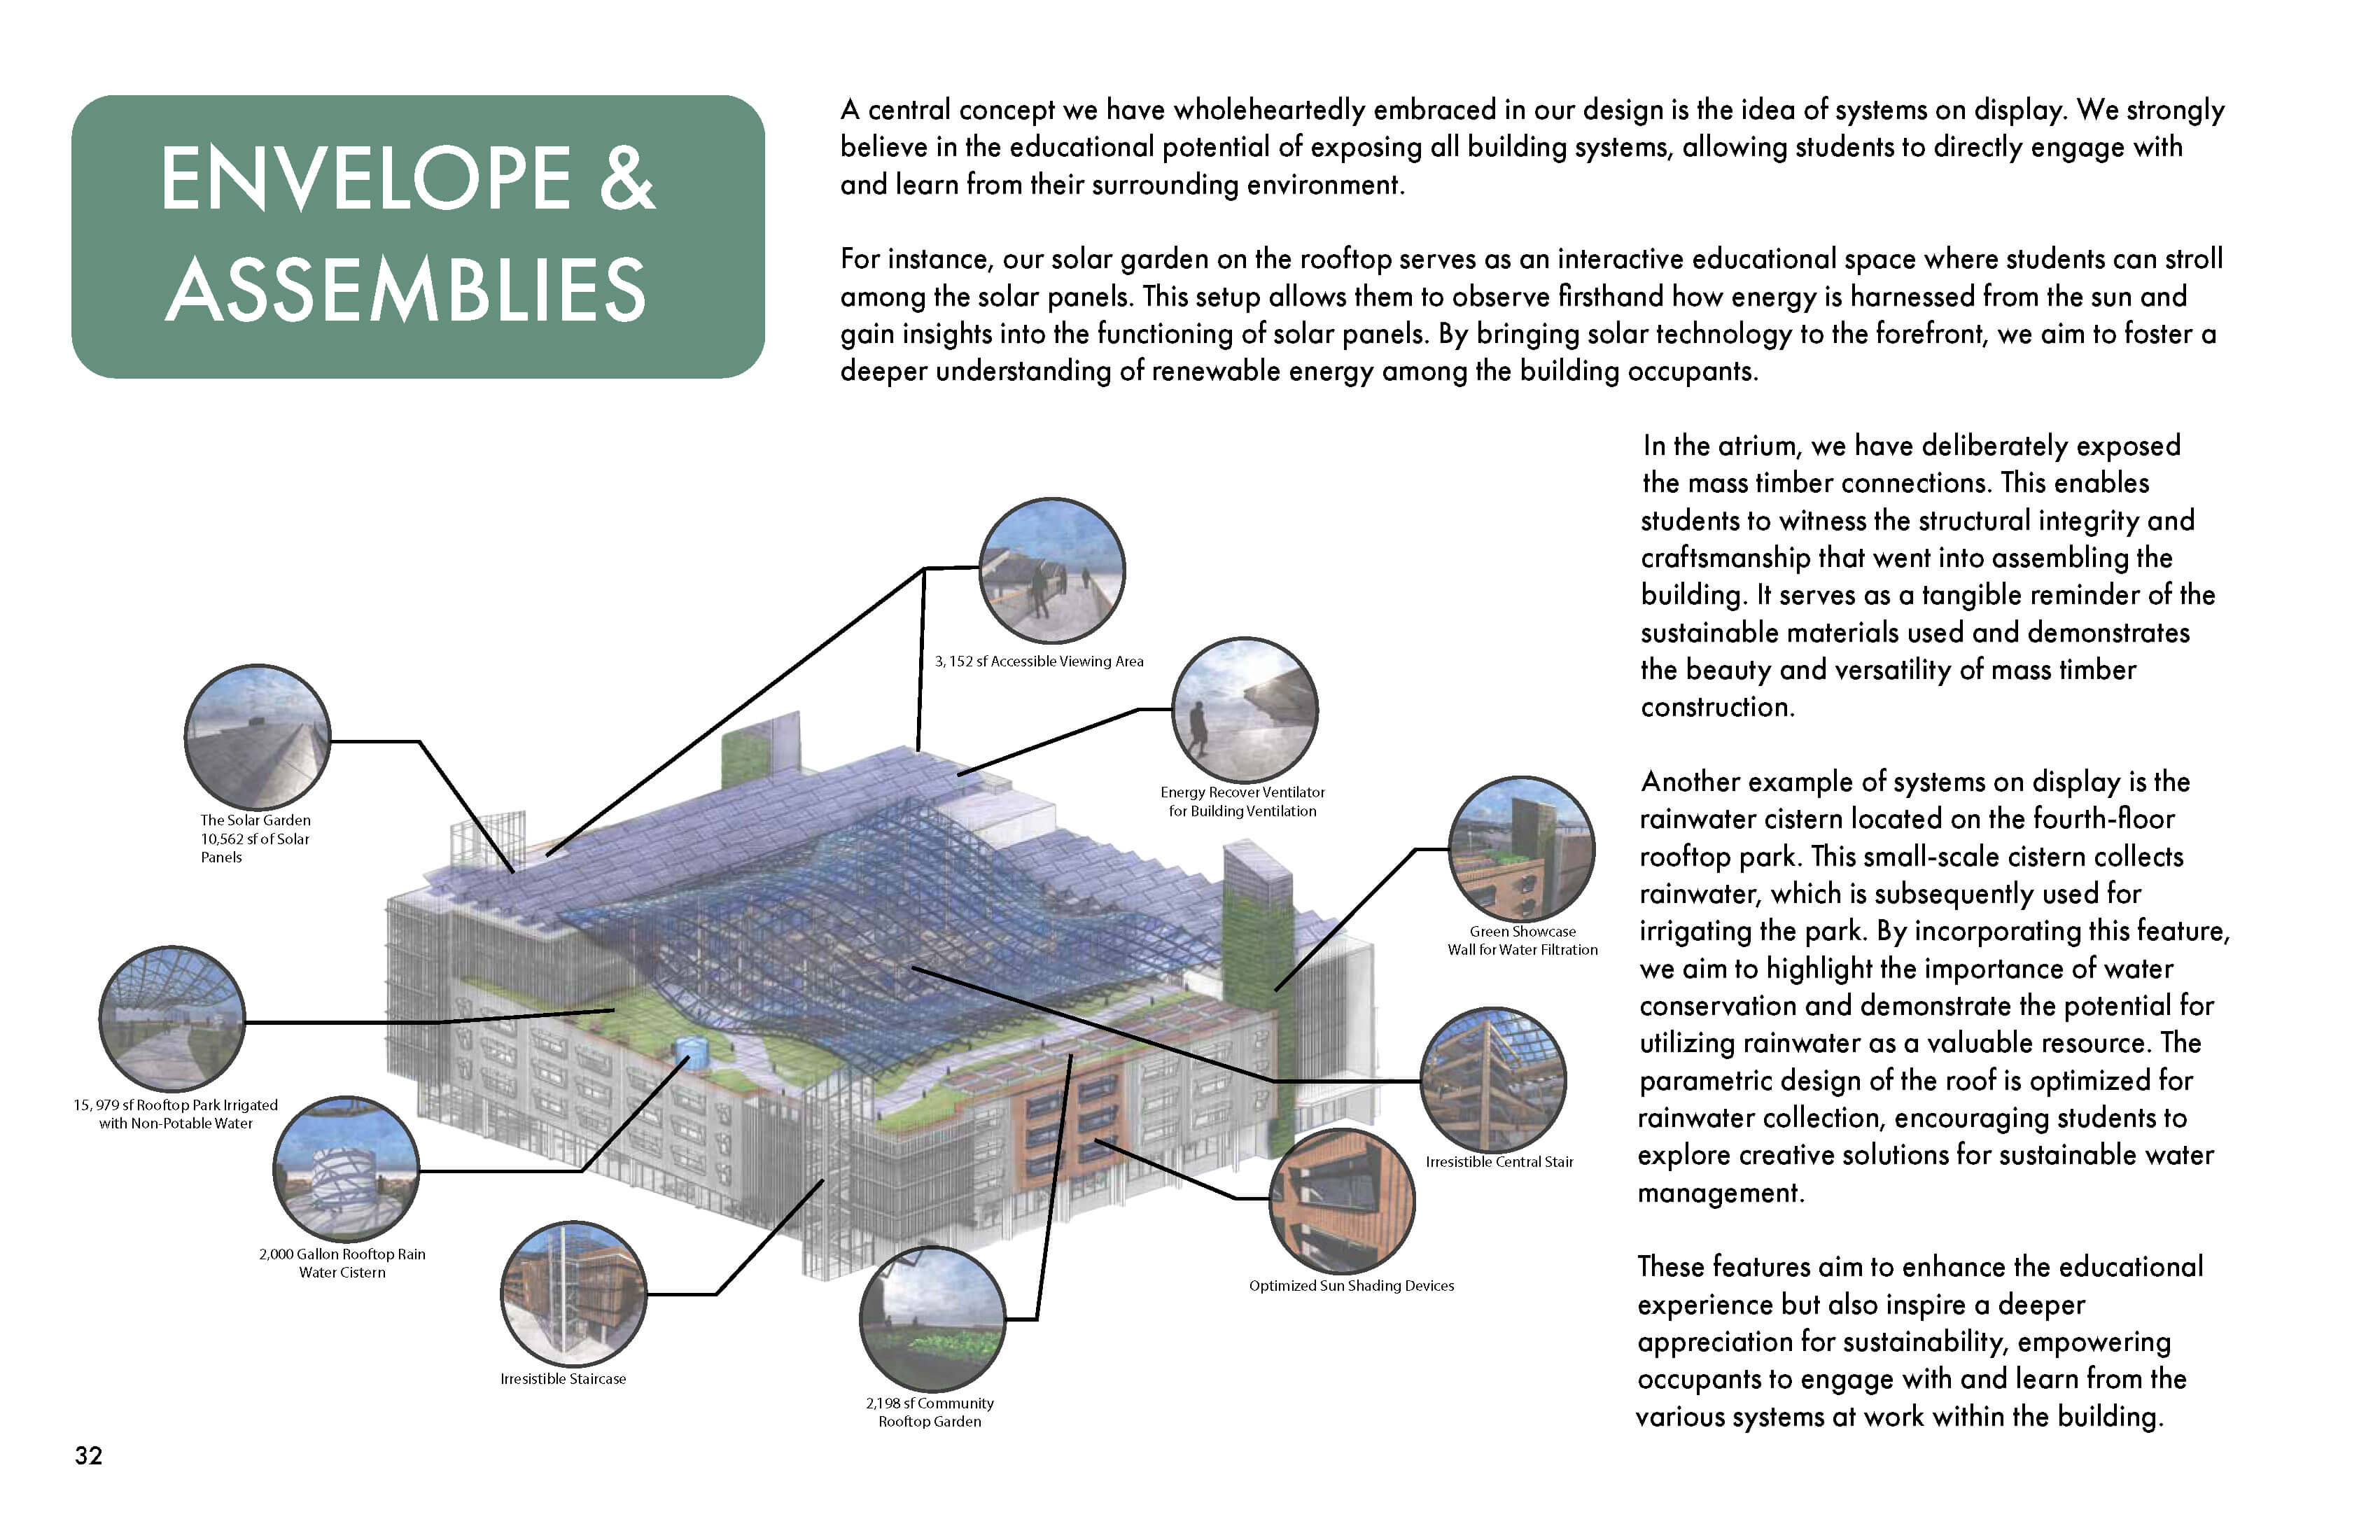 ENVELOPE &
ASSEMBLIES
A central concept we have wholeheartedly embraced in our design is the idea of systems on display. We strongly
believe in the educational potential of exposing all building systems, allowing students to directly engage with
and learn from their surrounding environment.
For instance, our solar garden on the rooftop serves as an interactive educational space where students can stroll
among the solar panels. This setup allows them to observe firsthand how energy is harnessed from the sun and
gain insights into the functioning of solar panels. By bringing solar technology to the forefront, we aim to foster a
deeper understanding of renewable energy among the building occupants.
In the atrium, we have deliberately exposed
the mass timber connections. This enables
students to witness the structural integrity and
craftsmanship that went into assembling the
building. It serves as a tangible reminder of the
sustainable materials used and demonstrates
the beauty and versatility of mass timber
construction.
Another example of systems on display is the
rainwater cistern located on the fourth-floor
rooftop park. This small-scale cistern collects
rainwater, which is subsequently used for
irrigating the park. By incorporating this feature,
we aim to highlight the importance of water
conservation and demonstrate the potential for
utilizing rainwater as a valuable resource. The
parametric design of the roof is optimized for
rainwater collection, encouraging students to
explore creative solutions for sustainable water
management.
These features aim to enhance the educational
experience but also inspire a deeper
appreciation for sustainability, empowering
occupants to engage with and learn from the
various systems at work within the building.
3, 152 sf Accessible Viewing Area
Energy Recover Ventilator
for Building Ventilation
The Solar Garden
10,562 sf of Solar
Panels
Green Showcase
Wall for Water Filtration
15, 979 sf Rooftop Park Irrigated
with Non-Potable Water
Irresistible Central Stair
2,000 Gallon Rooftop Rain
Water Cistern
Optimized Sun Shading Devices
Irresistible Staircase
2,198 sf Community
Rooftop Garden
32